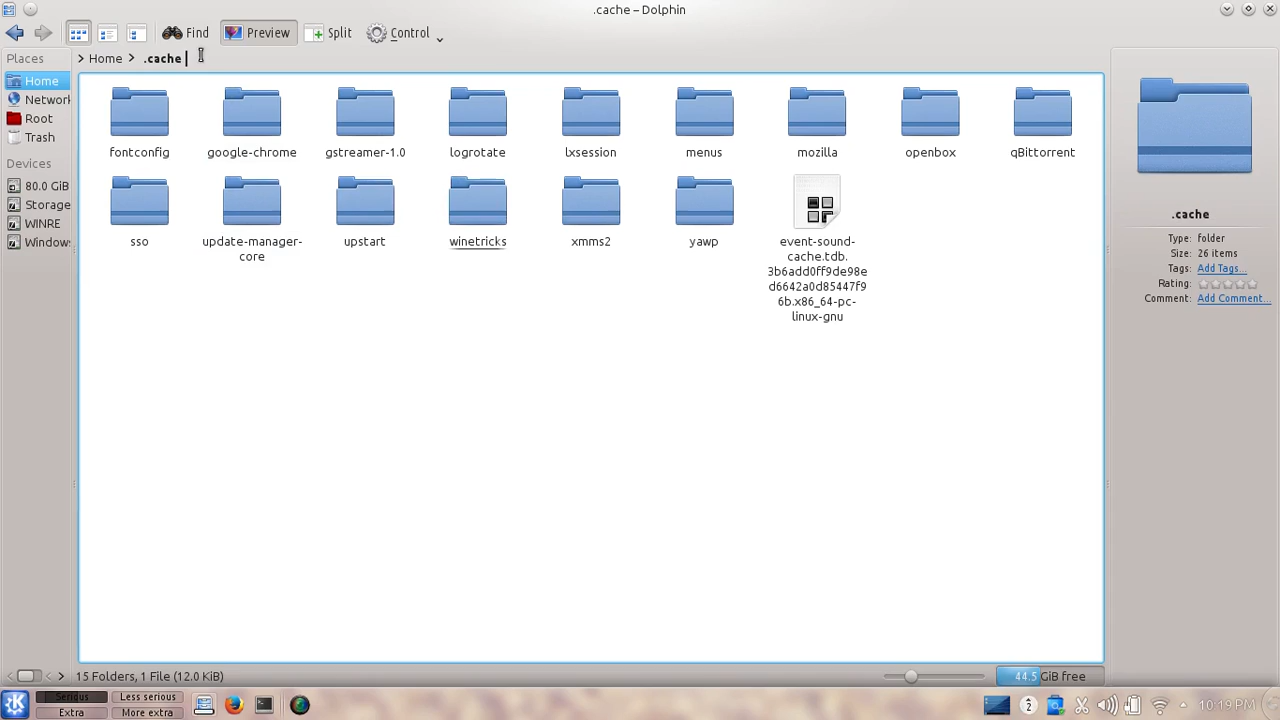 .cache – Dolphin
Find
Preview
Split
Control
Home
.cache
Places
Home
Network
Root
Trash
Devices
80.0 GiB
Storage
WINRE
Windows
fontconfig
google-chrome
gstreamer-1.0
logrotate
lxsession
menus
mozilla
openbox
qBittorrent
sso
update-manager-
core
upstart
winetricks
xmms2
yawp
event-sound-
cache.tdb.
3b6add0ff9de98e
d6642a0d85447f9
6b.x86_64-pc-
linux-gnu
.cache
Type: folder
Size: 26 items
Tags: Add Tags...
Rating:
Comment: Add Comment...
15 Folders, 1 File (12.0 KiB)
44.5 GiB free
Serious
Less serious
Extra
More extra
2
10:19 PM